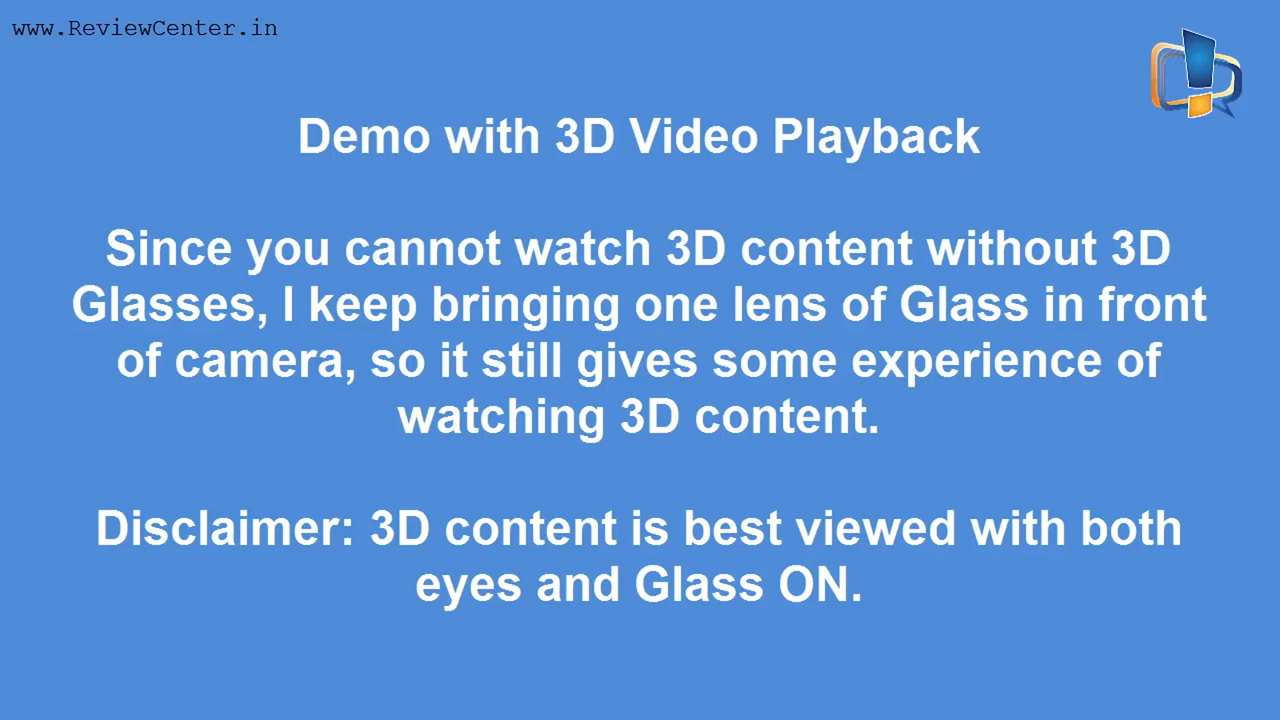 www.ReviewCenter.in
Demo with 3D Video Playback
Since you cannot watch 3D content without 3D
Glasses, I keep bringing one lens of Glass in front
of camera, so it still gives some experience of
watching 3D content.
Disclaimer: 3D content is best viewed with both
eyes and Glass ON.